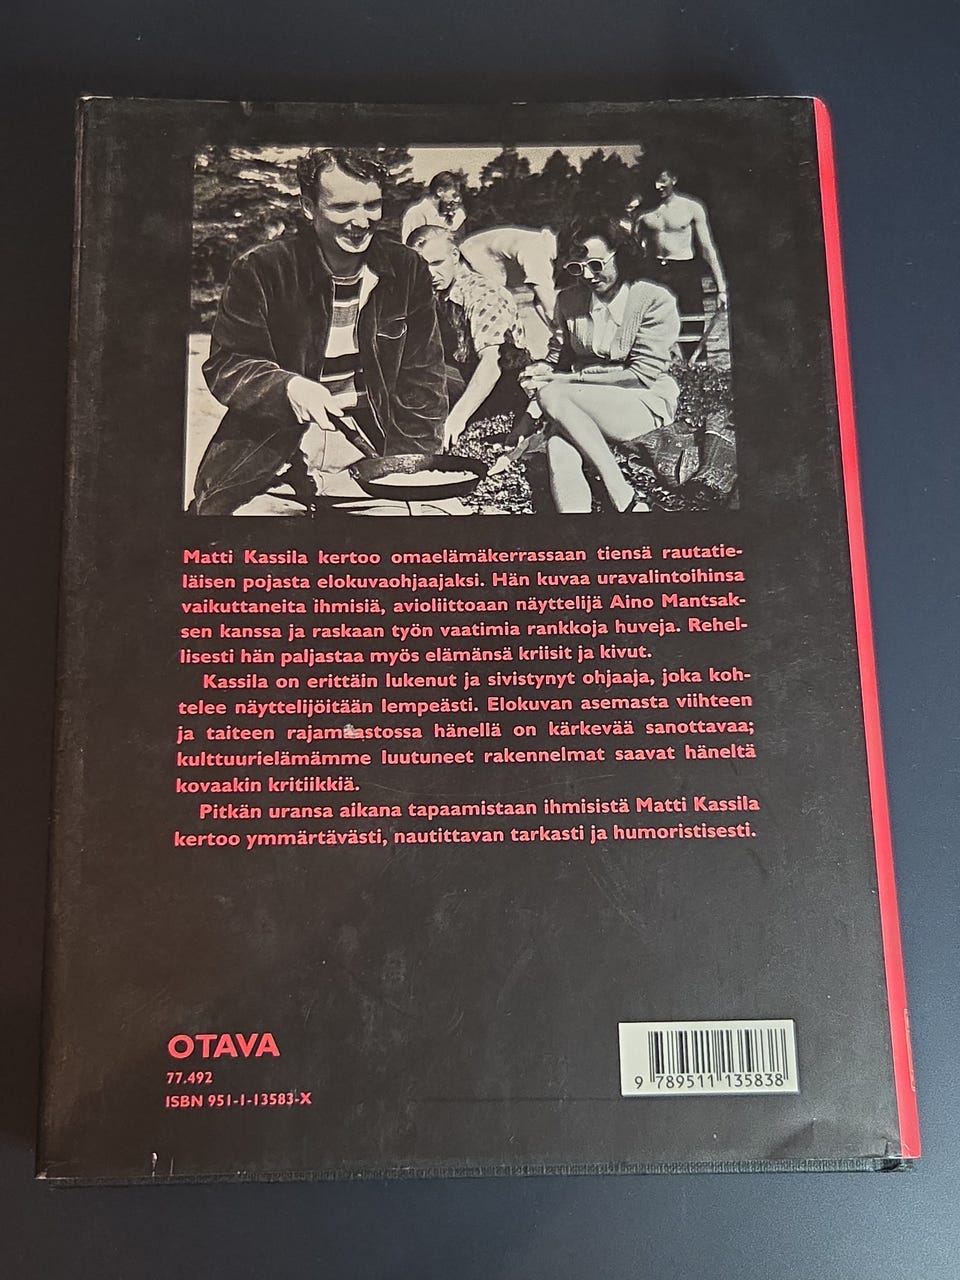 Matti Kassila kertoo omaelämäkerrassaan tiensä rautatie-
läisen pojasta elokuvaohjaajaksi. Hän kuvaa uravalintoihinsa
vaikuttaneita ihmisiä, avioliittoaan näyttelijä Aino Mantsak-
sen kanssa ja raskaan työn vaatimia rankkoja huveja. Rehel-
lisesti hän paljastaa myös elämänsä kriisit ja kivut.
Kassila on erittäin lukenut ja sivistynyt ohjaaja, joka koh-
telee näyttelijöitään lempeästi. Elokuvan asemasta viihteen
ja taiteen rajamaastossa hänellä on kärkevää sanottavaa;
kulttuurielämämme luutuneet rakennelmat saavat häneltä
kovaakin kritiikkiä.
Pitkän uransa aikana tapaamistaan ihmisistä Matti Kassila
kertoo ymmärtävästi, nautittavan tarkasti ja humoristisesti.
OTAVA
77.492
ISBN 951-1-13583-X
9 789511 135838